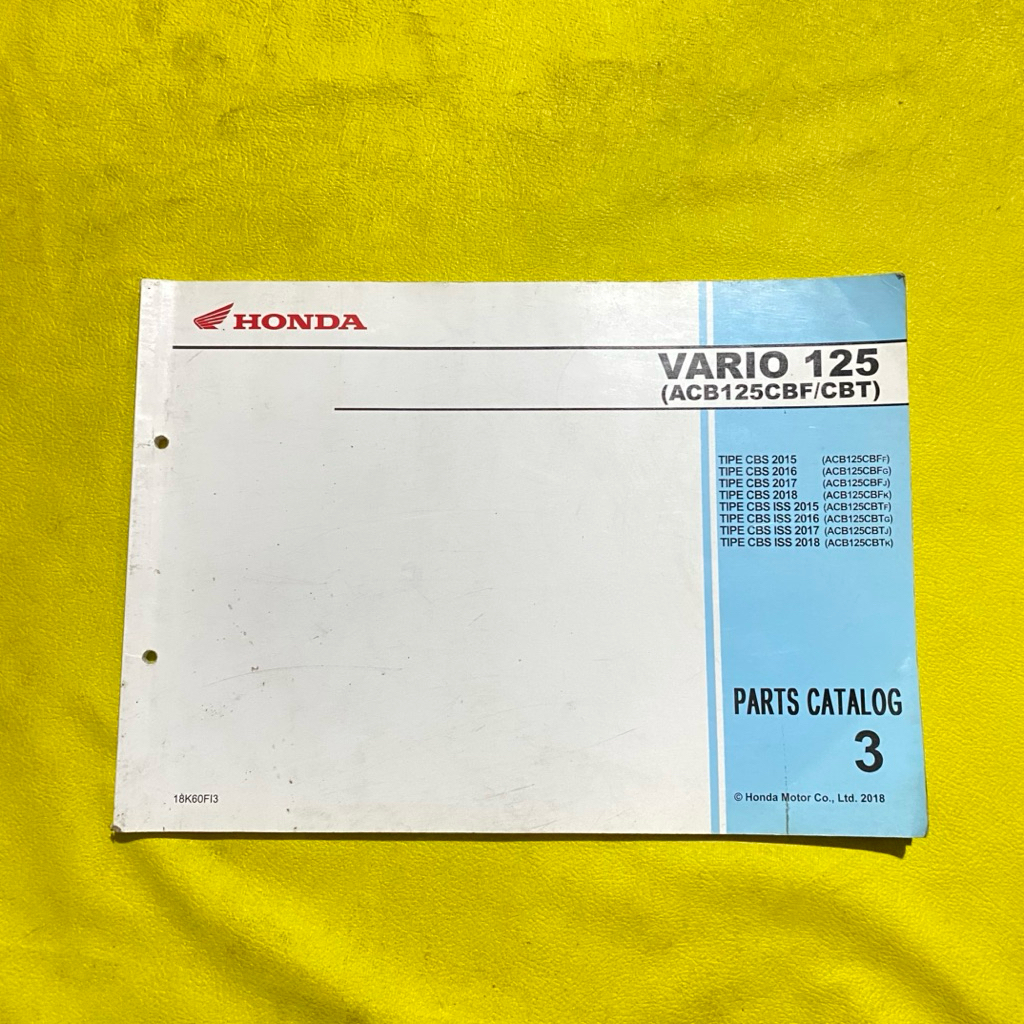 HONDA
VARIO 125
(ACB125CBF/CBT)
TIPE CBS 2015 (ACB125CBFF)
TIPE CBS 2016 (ACB125CBFG)
TIPE CBS 2017 (ACB125CBFJ)
TIPE CBS 2018 (ACB125CBFK)
TIPE CBS ISS 2015 (ACB125CBTF)
TIPE CBS ISS 2016 (ACB125CBTG)
TIPE CBS ISS 2017 (ACB125CBTJ)
TIPE CBS ISS 2018 (ACB125CBTK)
PARTS CATALOG
3
18K60FI3
© Honda Motor Co., Ltd. 2018